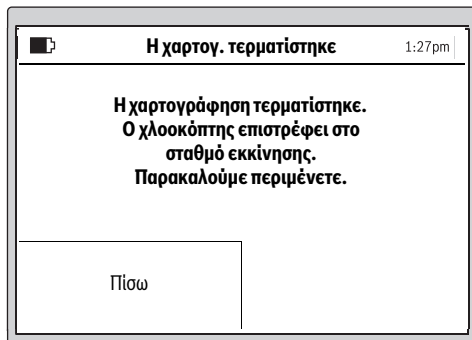 Η χαρτογ. τερματίστηκε 1:27pm
Η χαρτογράφηση τερματίστηκε.
Ο χλοοκόπτης επιστρέφει στο
σταθμό εκκίνησης.
Παρακαλούμε περιμένετε.
Πίσω